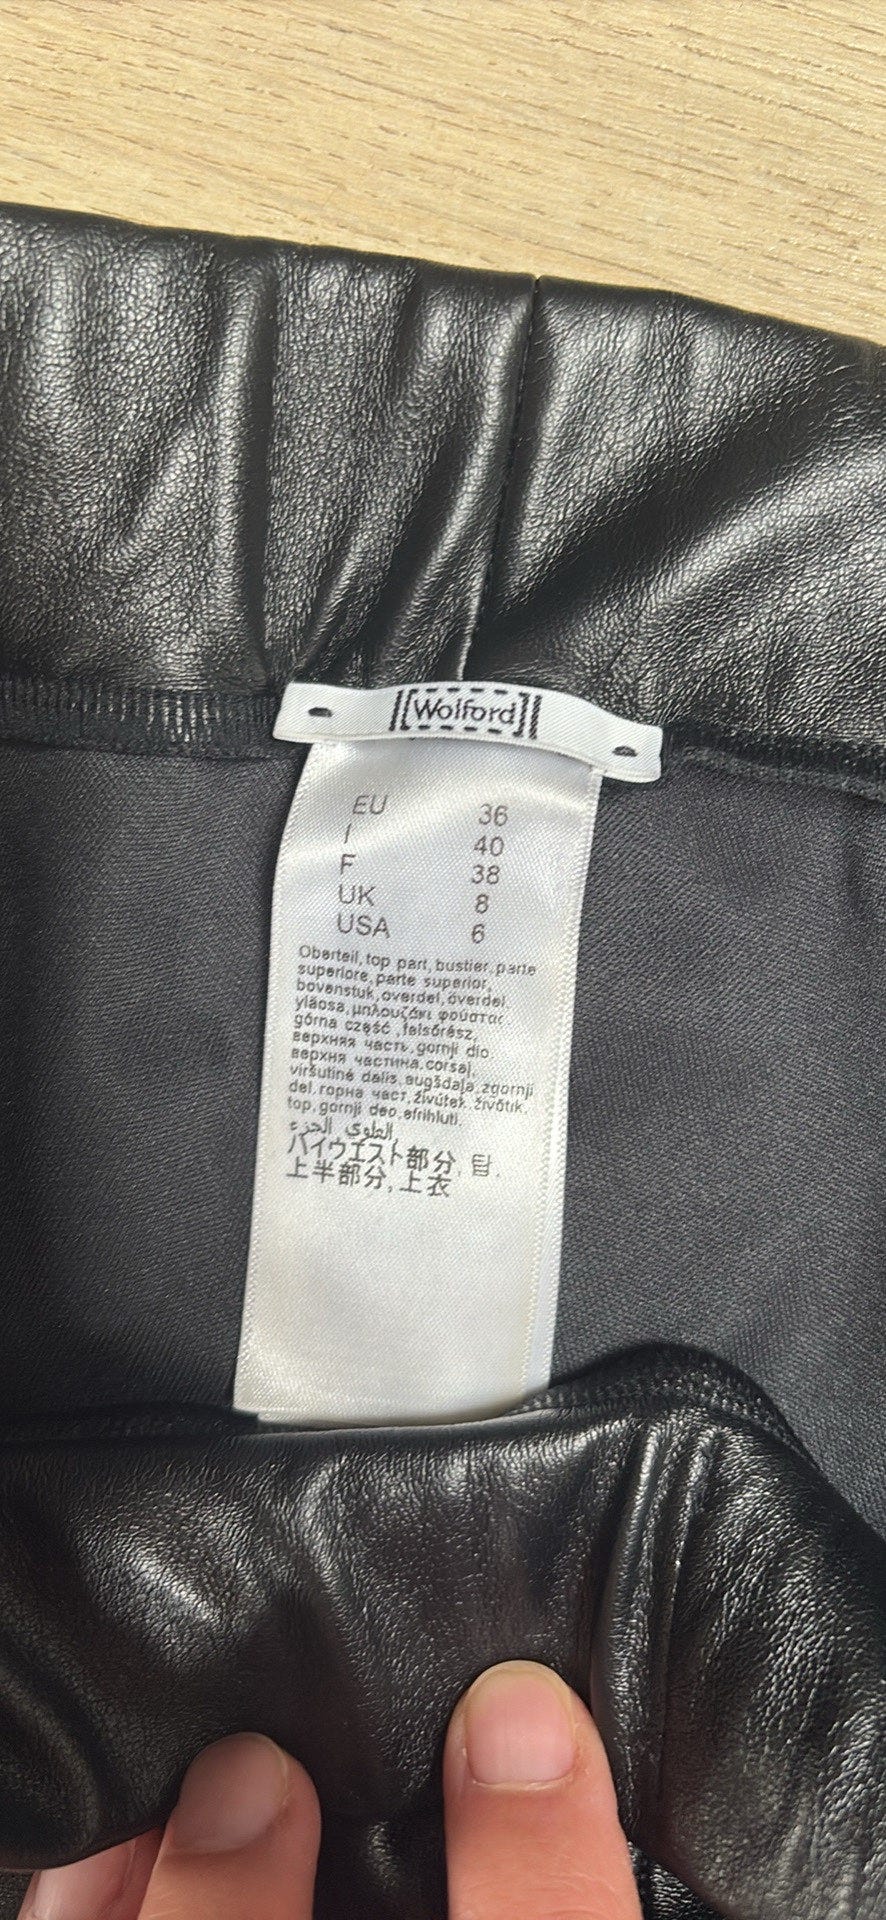 Wolford
EU 36
I 40
F 38
UK 8
USA 6
Oberteil, top part, bustier, parte
superiore, parte superior,
bovenstuk, overdel, överdel,
yläosa, μπλουζάκι φούστας,
górna część, felsőrész,
верхняя часть, gornji dio,
верхня частина, corsaj,
viršutinė dalis, augšdaļa, zgornji
del, горна част, živůtek, živôtik,
top, gornji deo, efrihluti,
العلوي الجزء
ハイウエスト部分, 탑,
上半部分, 上衣